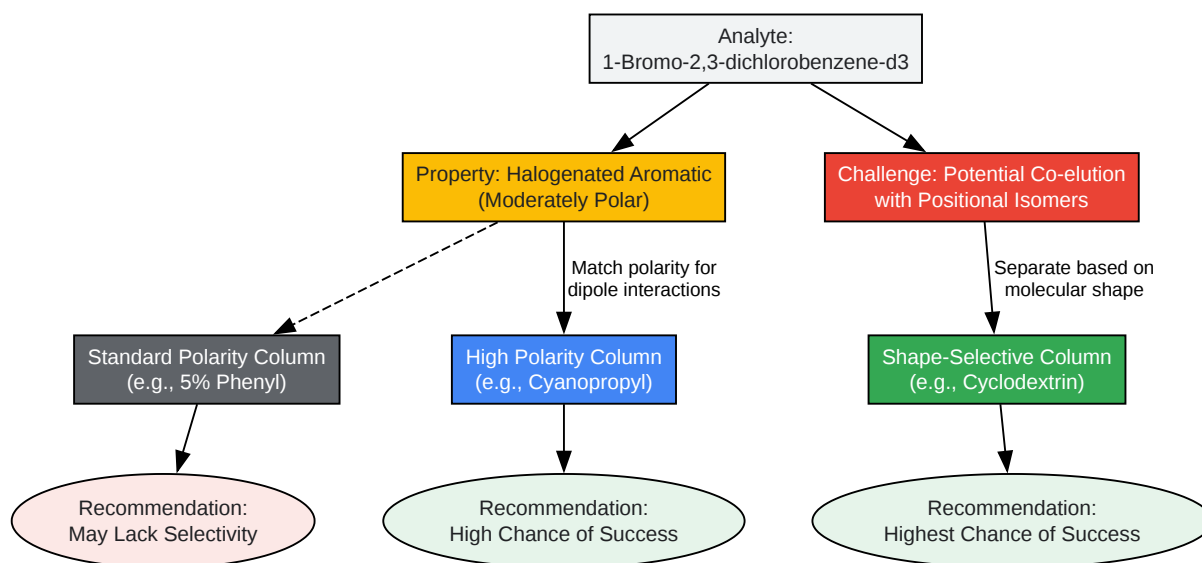 Analyte:
1-Bromo-2,3-dichlorobenzene-d3
Property: Halogenated Aromatic
(Moderately Polar)
Challenge: Potential Co-elution
with Positional Isomers
Match polarity for
dipole interactions
Separate based on
molecular shape
Standard Polarity Column
(e.g., 5% Phenyl)
High Polarity Column
(e.g., Cyanopropyl)
Shape-Selective Column
(e.g., Cyclodextrin)
Recommendation:
May Lack Selectivity
Recommendation:
High Chance of Success
Recommendation:
Highest Chance of Success